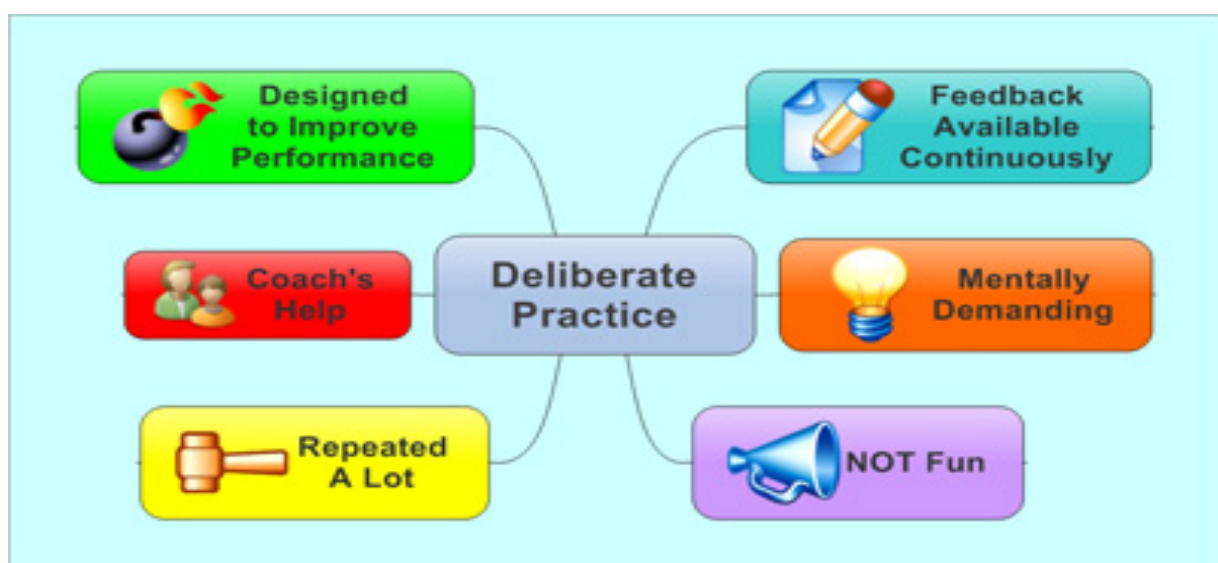 Designed
to Improve
Performance
Feedback
Available
Continuously
Coach's
Help
Deliberate
Practice
Mentally
Demanding
Repeated
A Lot
NOT Fun